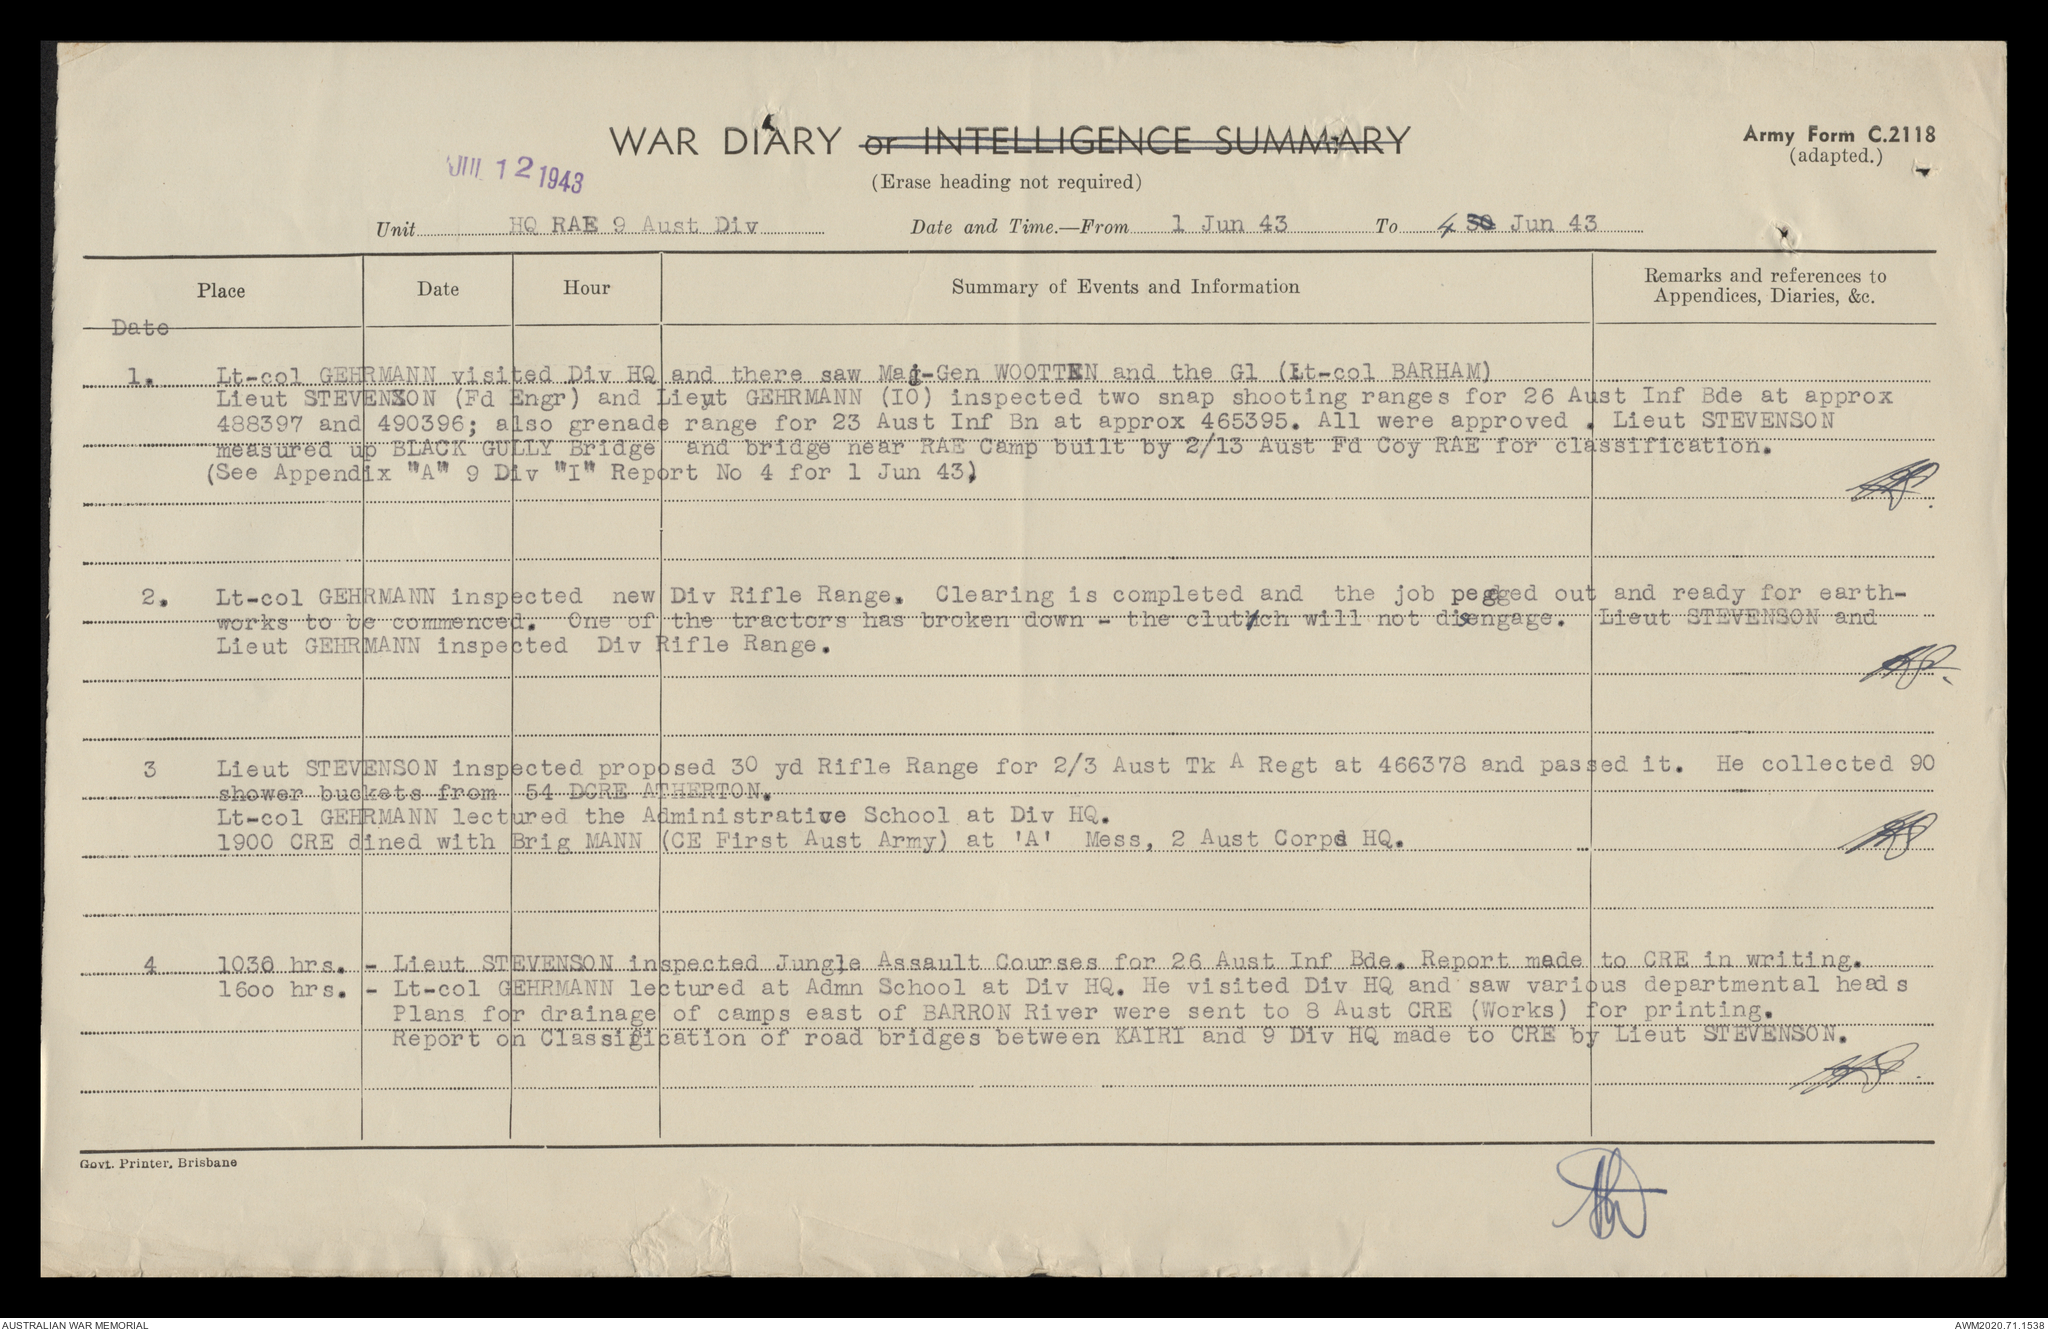 WAR DIARY or INTELLIGENCE SUMMARY
Army Form C.2118
(adapted.)
JUL 12 1943
(Erase heading not required)
Unit HQ RAE 9 Aust Div Date and Time.—From 1 Jun 43 To 4 30 Jun 43
Place Date Hour Summary of Events and Information Remarks and references to
Appendices, Diaries, &c.
Date
1. Lt-col GEHRMANN visited Div HQ and there saw Maj-Gen WOOTTEN and the G1 (Lt-col BARHAM)
Lieut STEVENSON (Fd Engr) and Lieut GEHRMANN (IO) inspected two snap shooting ranges for 26 Aust Inf Bde at approx
488397 and 490396; also grenade range for 23 Aust Inf Bn at approx 465395. All were approved . Lieut STEVENSON
measured up BLACK GULLY Bridge and bridge near RAE Camp built by 2/13 Aust Fd Coy RAE for classification.
(See Appendix "A" 9 Div "I" Report No 4 for 1 Jun 43)
2. Lt-col GEHRMANN inspected new Div Rifle Range. Clearing is completed and the job pegged out and ready for earth-
works to be commenced. One of the tractors has broken down - the clutch will not disengage. Lieut STEVENSON and
Lieut GEHRMANN inspected Div Rifle Range.
3 Lieut STEVENSON inspected proposed 30 yd Rifle Range for 2/3 Aust Tk A Regt at 466378 and passed it. He collected 90
shower buckets from 54 DCRE ATHERTON.
Lt-col GEHRMANN lectured the Administrative School at Div HQ.
1900 CRE dined with Brig MANN (CE First Aust Army) at 'A' Mess, 2 Aust Corps HQ.
4 1030 hrs. - Lieut STEVENSON inspected Jungle Assault Courses for 26 Aust Inf Bde. Report made to CRE in writing.
16oo hrs. - Lt-col GEHRMANN lectured at Admn School at Div HQ. He visited Div HQ and saw various departmental heads
Plans for drainage of camps east of BARRON River were sent to 8 Aust CRE (Works) for printing.
Report on Classification of road bridges between KAIRI and 9 Div HQ made to CRE by Lieut STEVENSON.
Govt. Printer, Brisbane
AUSTRALIAN WAR MEMORIAL
AWM2020.71.1538